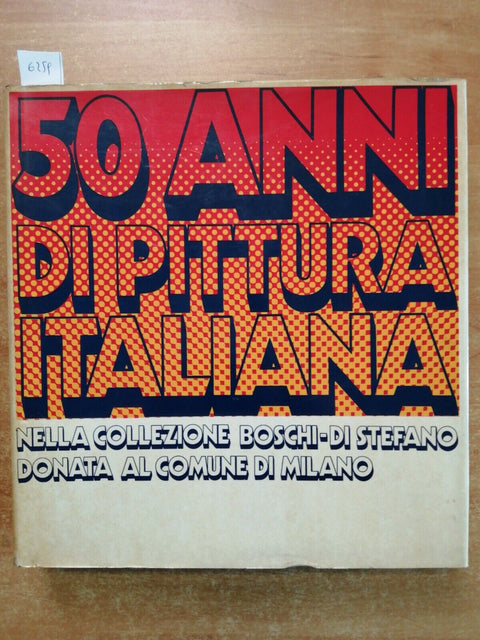 6259
50 ANNI
DI PITTURA
ITALIANA
NELLA COLLEZIONE BOSCHI-DI STEFANO
DONATA AL COMUNE DI MILANO